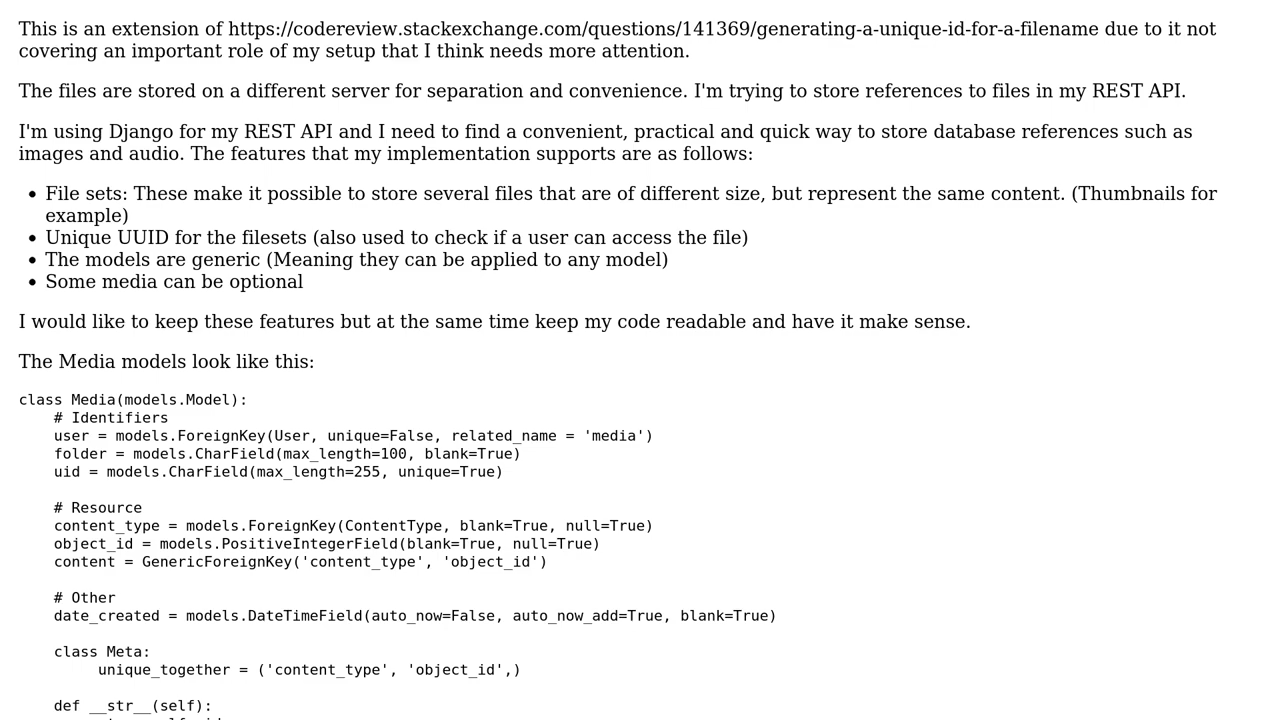 This is an extension of https://codereview.stackexchange.com/questions/141369/generating-a-unique-id-for-a-filename due to it not
covering an important role of my setup that I think needs more attention.
The files are stored on a different server for separation and convenience. I'm trying to store references to files in my REST API.
I'm using Django for my REST API and I need to find a convenient, practical and quick way to store database references such as
images and audio. The features that my implementation supports are as follows:
• File sets: These make it possible to store several files that are of different size, but represent the same content. (Thumbnails for
example)
• Unique UUID for the filesets (also used to check if a user can access the file)
• The models are generic (Meaning they can be applied to any model)
• Some media can be optional
I would like to keep these features but at the same time keep my code readable and have it make sense.
The Media models look like this:
class Media(models.Model):
    # Identifiers
    user = models.ForeignKey(User, unique=False, related_name = 'media')
    folder = models.CharField(max_length=100, blank=True)
    uid = models.CharField(max_length=255, unique=True)
    # Resource
    content_type = models.ForeignKey(ContentType, blank=True, null=True)
    object_id = models.PositiveIntegerField(blank=True, null=True)
    content = GenericForeignKey('content_type', 'object_id')
    # Other
    date_created = models.DateTimeField(auto_now=False, auto_now_add=True, blank=True)
    class Meta:
         unique_together = ('content_type', 'object_id',)
    def __str__(self):